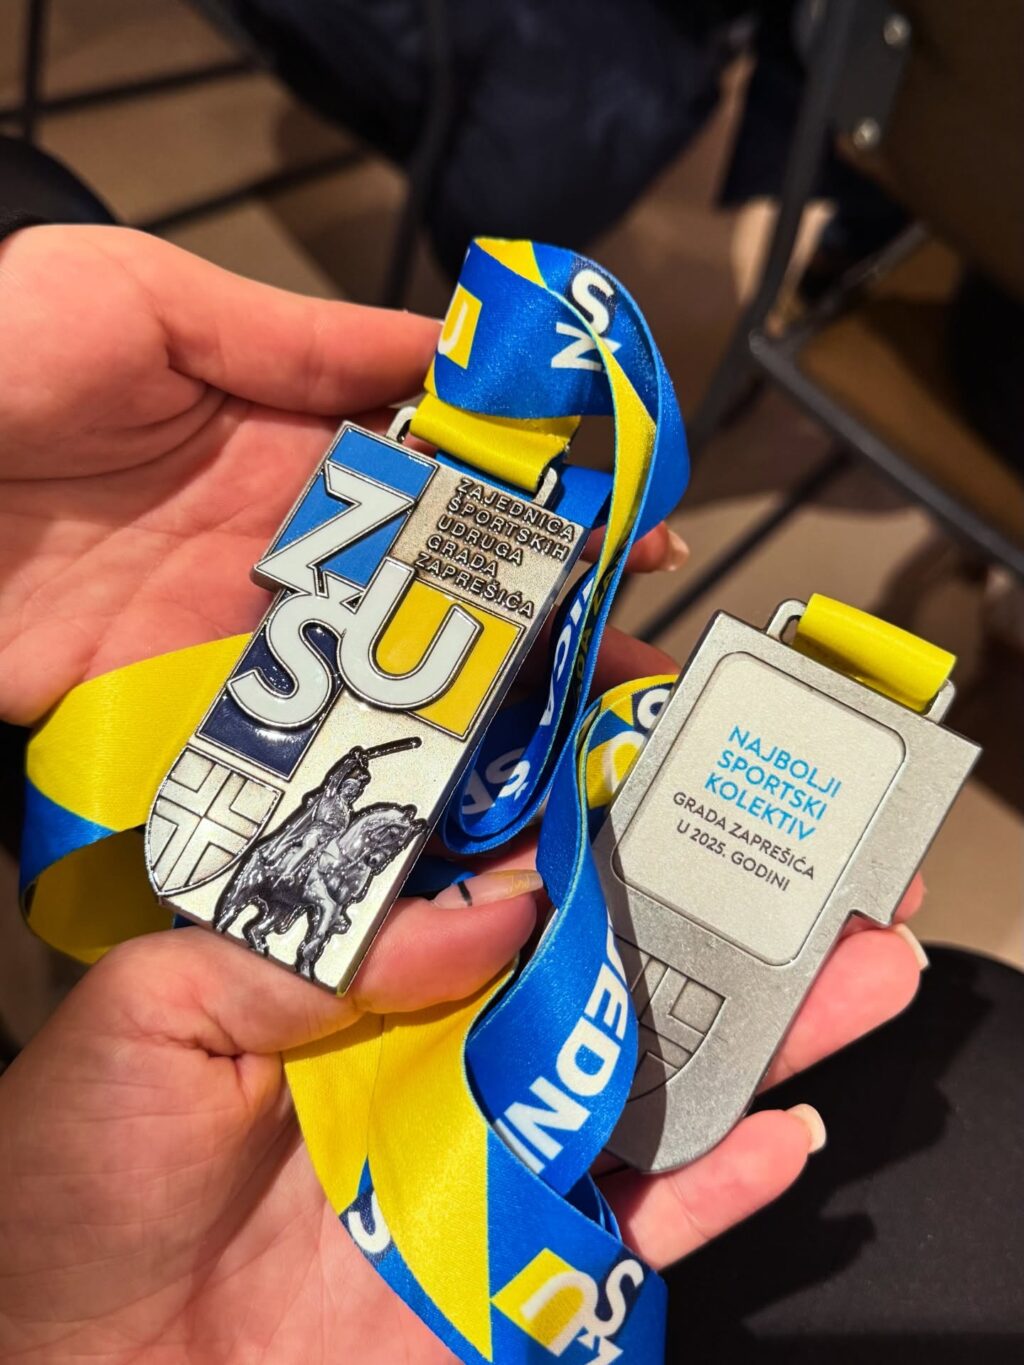 ZŠU
ZAJEDNICA
ŠPORTSKIH
UDRUGA
GRADA
ZAPREŠIĆA
NAJBOLJI
SPORTSKI
KOLEKTIV
GRADA ZAPREŠIĆA
U 2025. GODINI